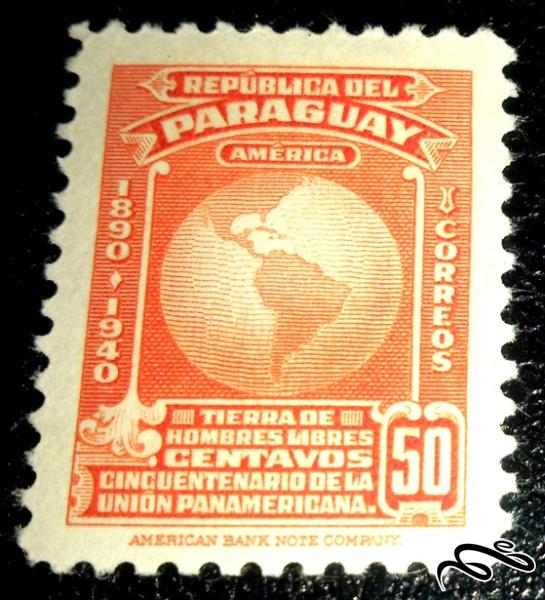 REPÚBLICA DEL
PARAGUAY
AMÉRICA
1890 ♦ 1940
CORREOS
TIERRA DE
HOMBRES LIBRES
CENTAVOS
50
CINCUENTENARIO DE LA
UNIÓN PANAMERICANA.
AMERICAN BANK NOTE COMPANY.